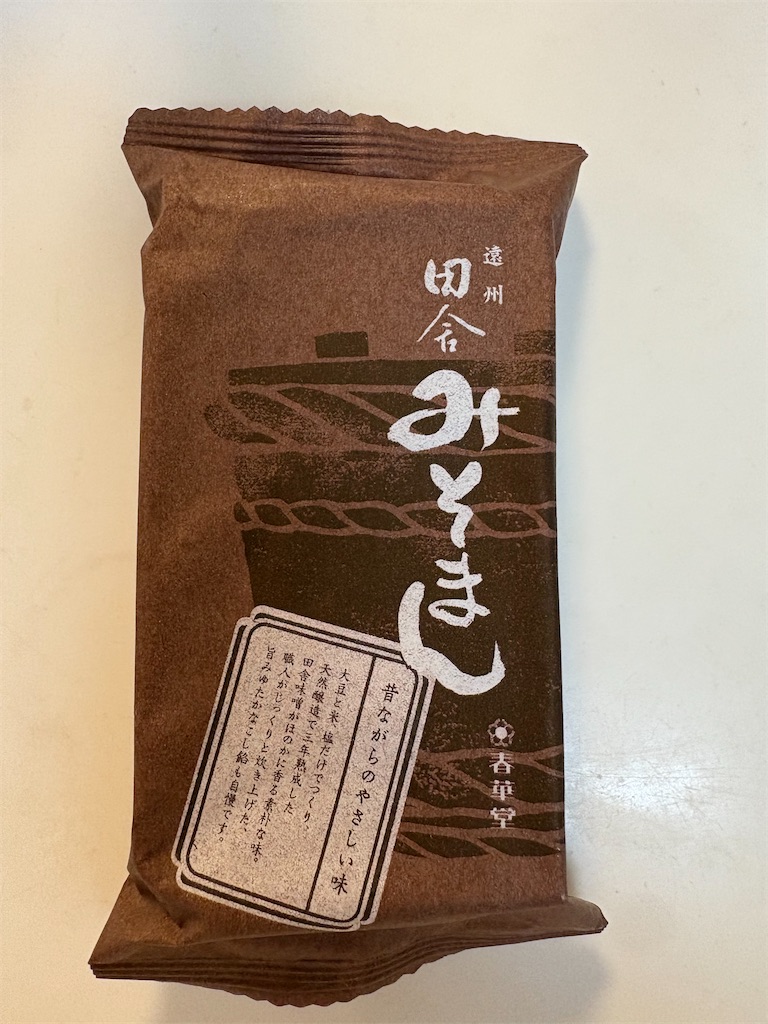 遠州
田舎
みそまん
春華堂
昔ながらのやさしい味
大豆と米、塩だけでつくり、
天然醸造で三年熟成した
田舎味噌がほのかに香る素朴な味。
職人がじっくりと炊き上げた、
旨みゆたかなこし餡も自慢です。